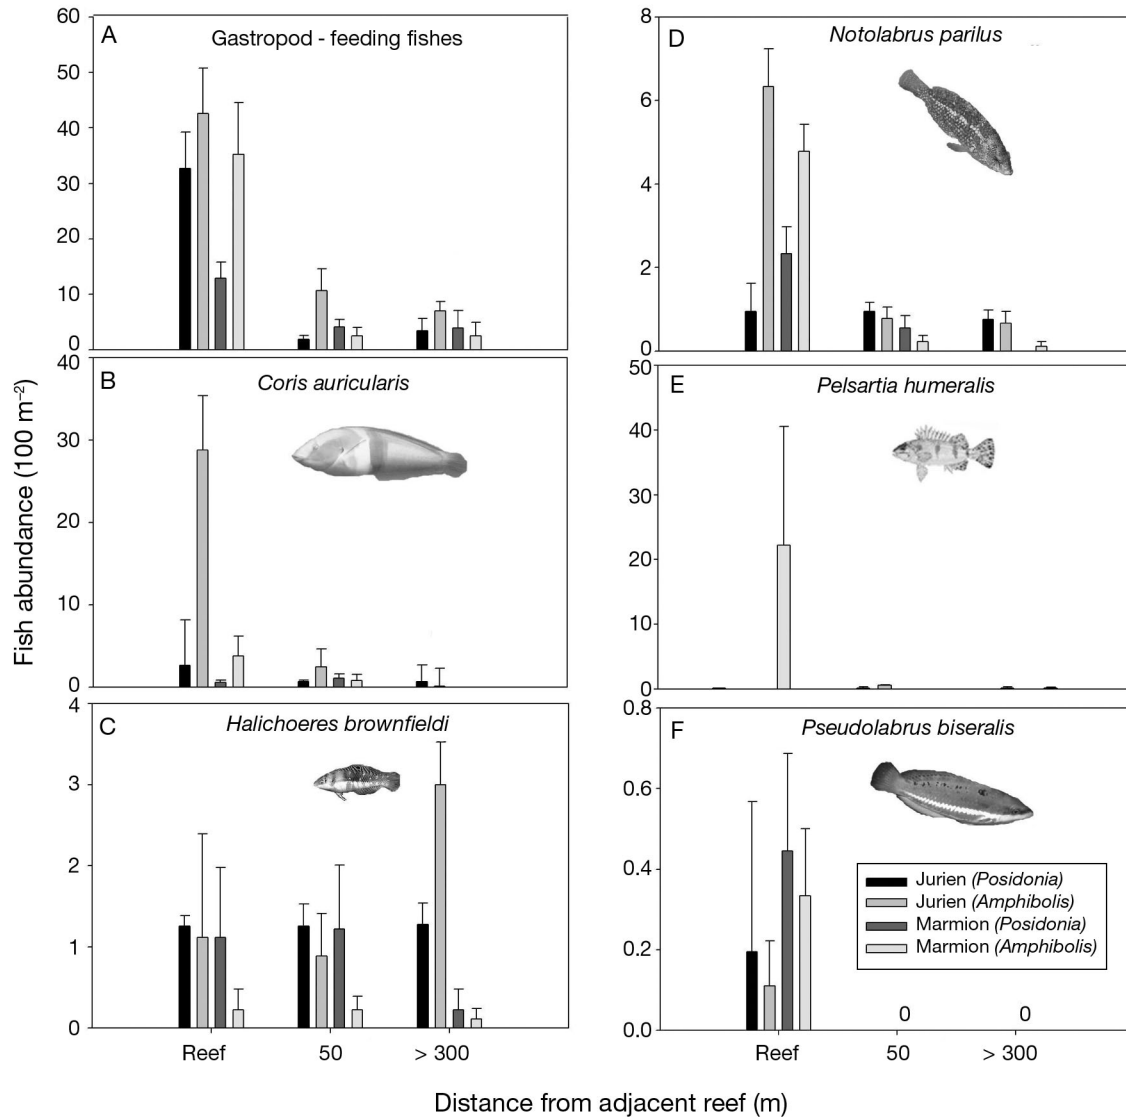 Fish abundance (100 m⁻²)
A
Gastropod - feeding fishes
60
50
40
30
20
10
0
B
Coris auricularis
40
30
20
10
0
C
Halichoeres brownfieldi
4
3
2
1
0
Reef 50 > 300
D
Notolabrus parilus
8
6
4
2
0
E
Pelsartia humeralis
50
40
30
20
10
0
F
Pseudolabrus biseralis
0.8
0.6
0.4
0.2
0.0
Jurien (Posidonia)
Jurien (Amphibolis)
Marmion (Posidonia)
Marmion (Amphibolis)
0 0
Reef 50 > 300
Distance from adjacent reef (m)